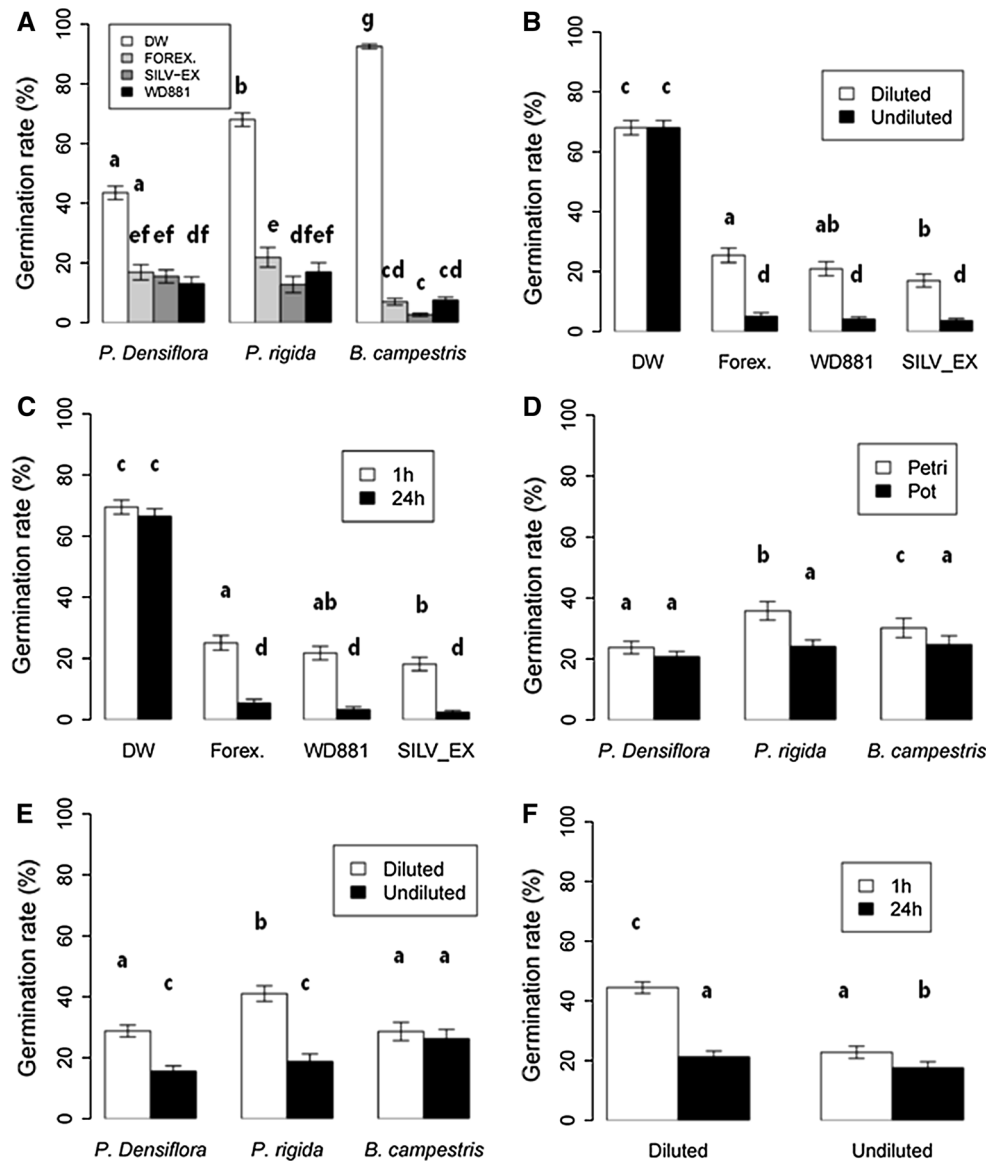 A
Germination rate (%)
0 20 40 60 80 100
DW
FOREX.
SILV-EX
WD881
a
a
ef ef df
b
e
df ef
g
cd
c
cd
P. Densiflora P. rigida B. campestris
B
Germination rate (%)
0 20 40 60 80 100
Diluted
Undiluted
c c
a
d
ab
d
b
d
DW Forex. WD881 SILV_EX
C
Germination rate (%)
0 20 40 60 80 100
1h
24h
c c
a
d
ab
d
b
d
DW Forex. WD881 SILV_EX
D
Germination rate (%)
0 20 40 60 80 100
Petri
Pot
a a
b
a
c a
P. Densiflora P. rigida B. campestris
E
Germination rate (%)
0 20 40 60 80 100
Diluted
Undiluted
a
c
b
c
a a
P. Densiflora P. rigida B. campestris
F
Germination rate (%)
0 20 40 60 80 100
1h
24h
c
a
a b
Diluted Undiluted